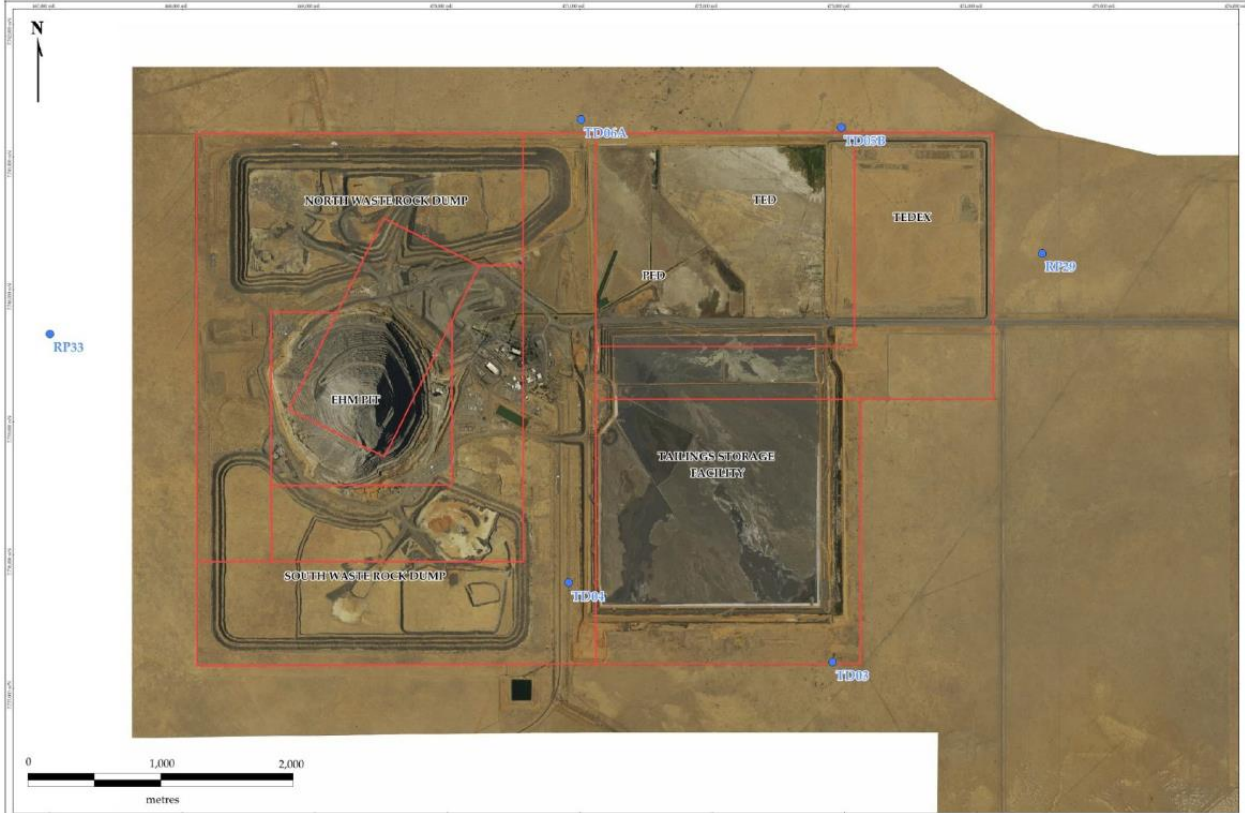 N
TD06A
TD05B
NORTH WASTE ROCK DUMP
TED
TEDEX
RP29
PED
RP33
EHM PIT
TAILINGS STORAGE
FACILITY
SOUTH WASTE ROCK DUMP
TD04
TD03
0 1,000 2,000
metres